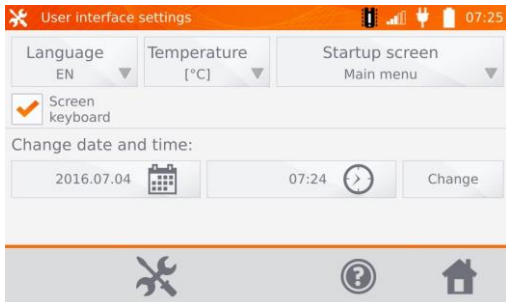 User interface settings 07:25
Language Temperature Startup screen
EN [°C] Main menu
Screen
keyboard
Change date and time:
2016.07.04 07:24 Change
?